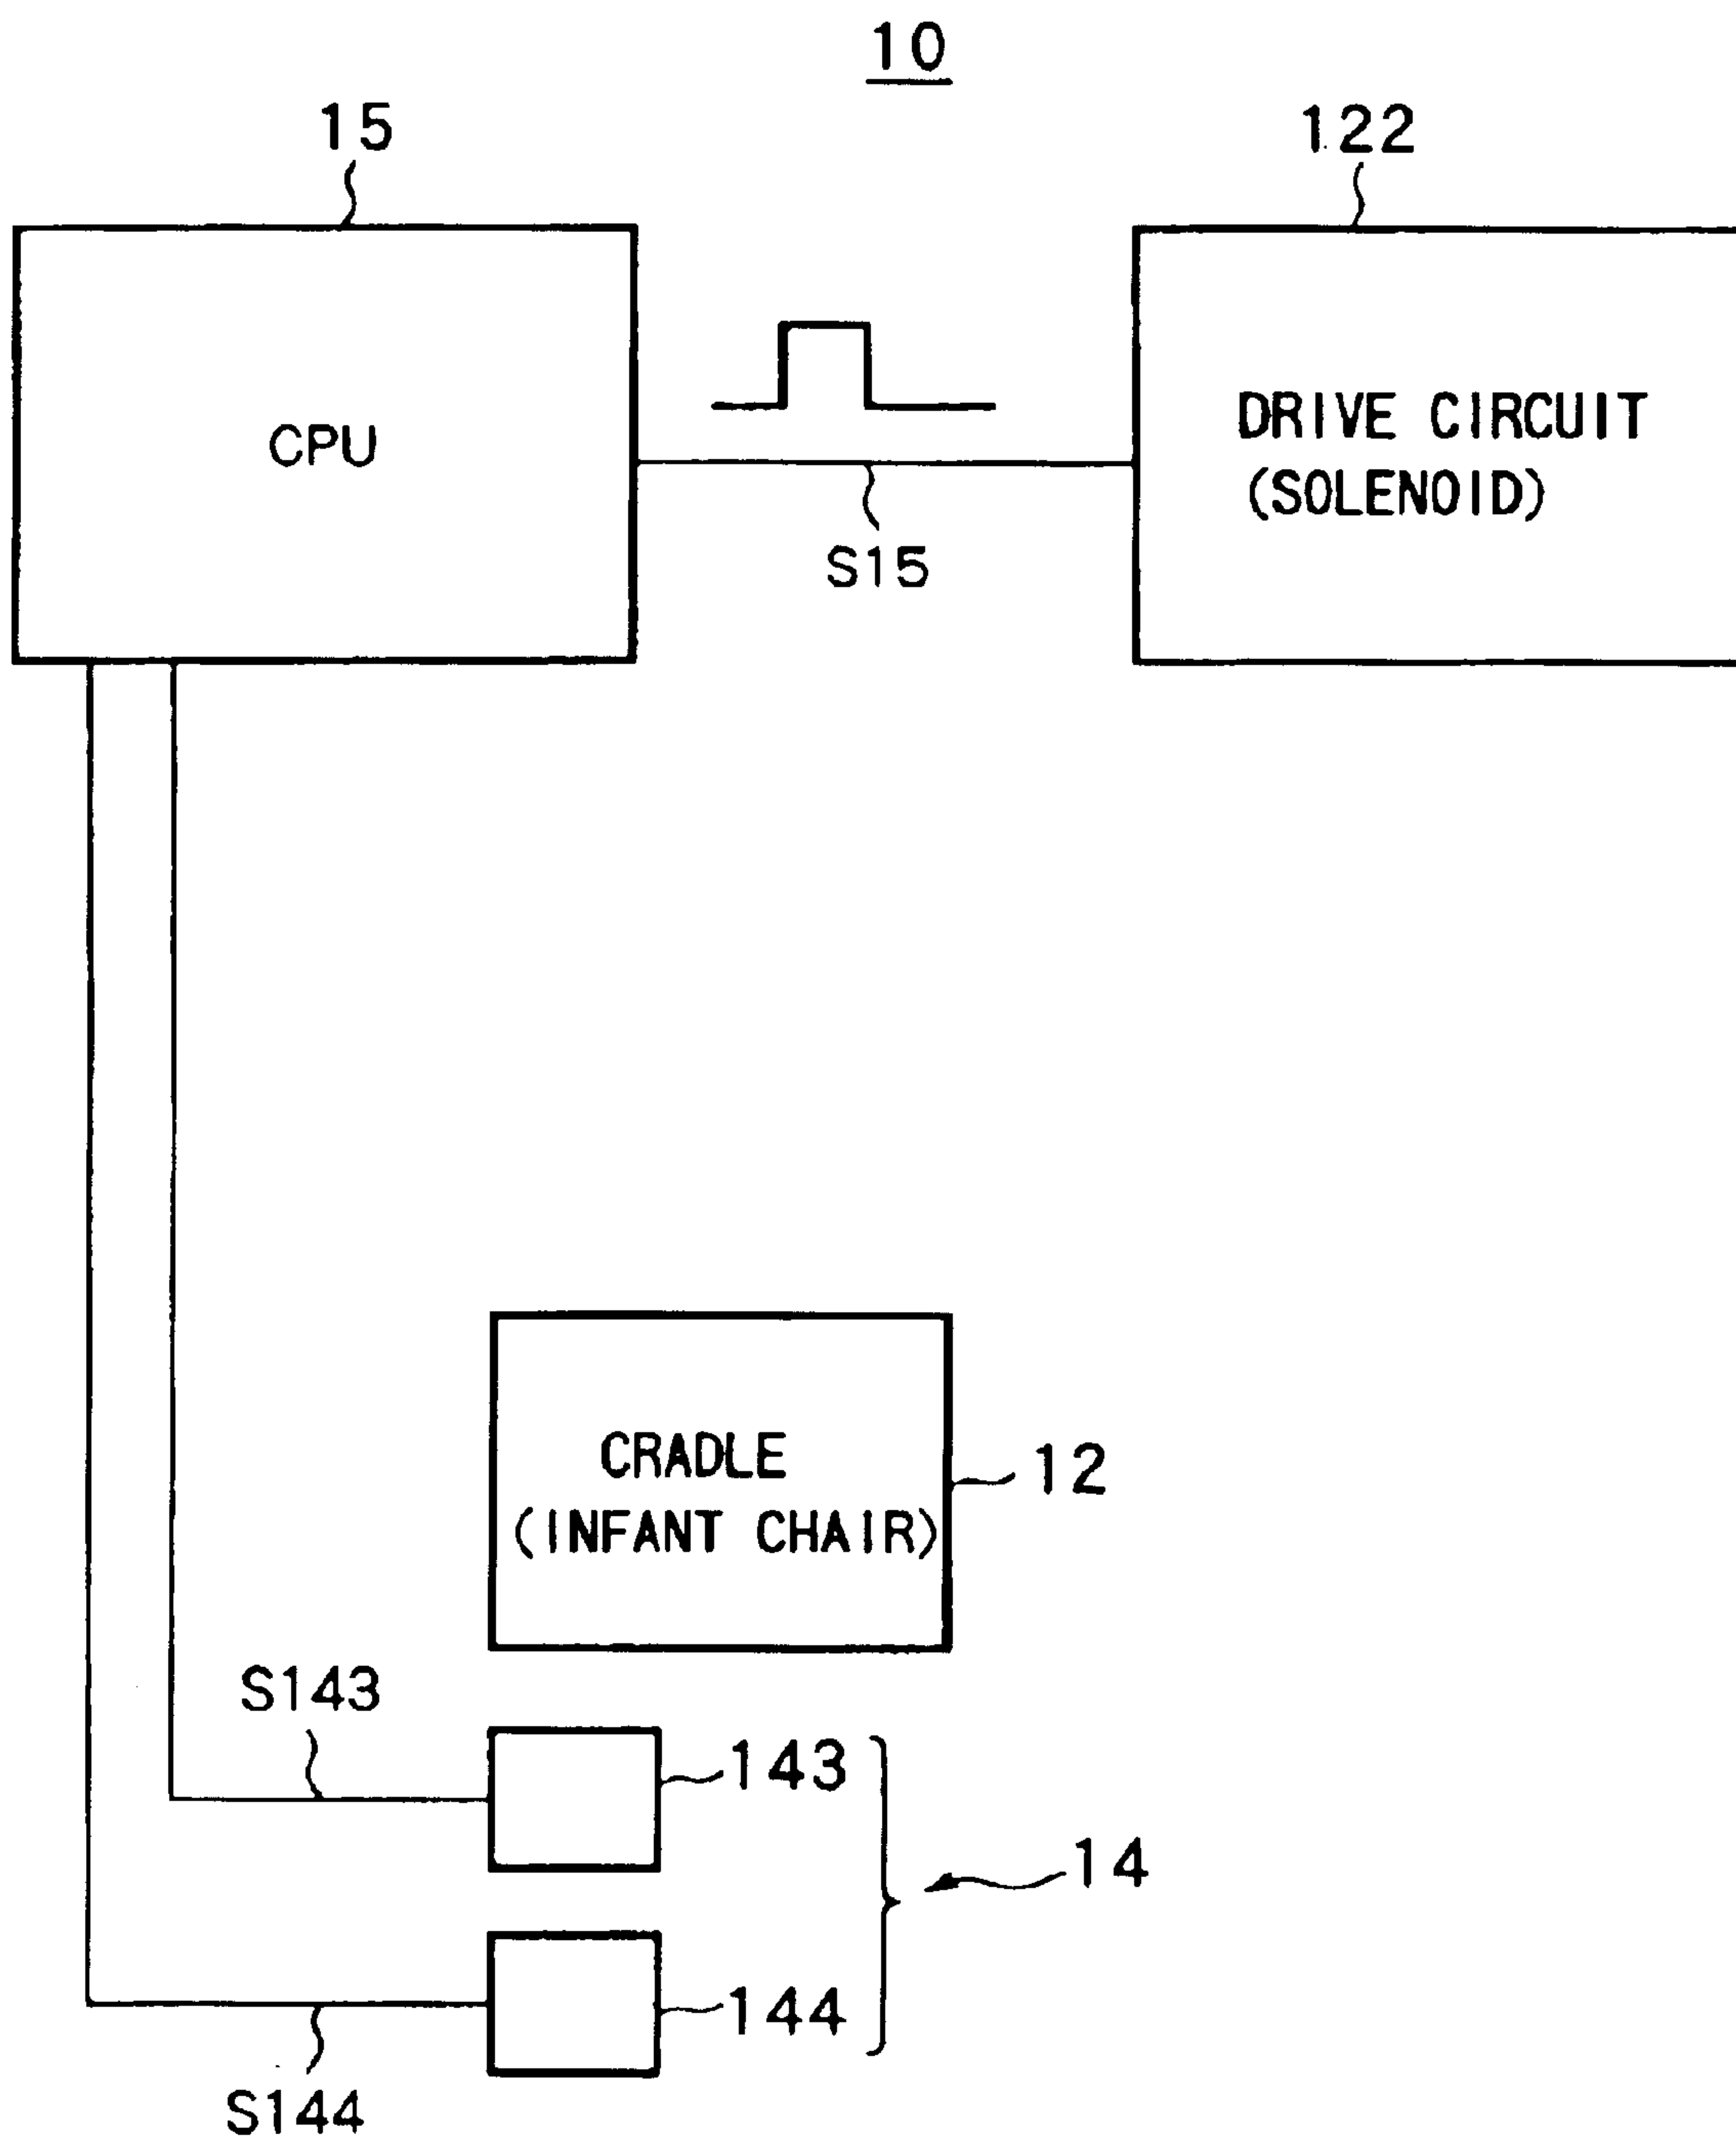 10
15
122
CPU
DRIVE CIRCUIT
(SOLENOID)
S15
CRADLE
(INFANT CHAIR)
12
S143
143
14
144
S144